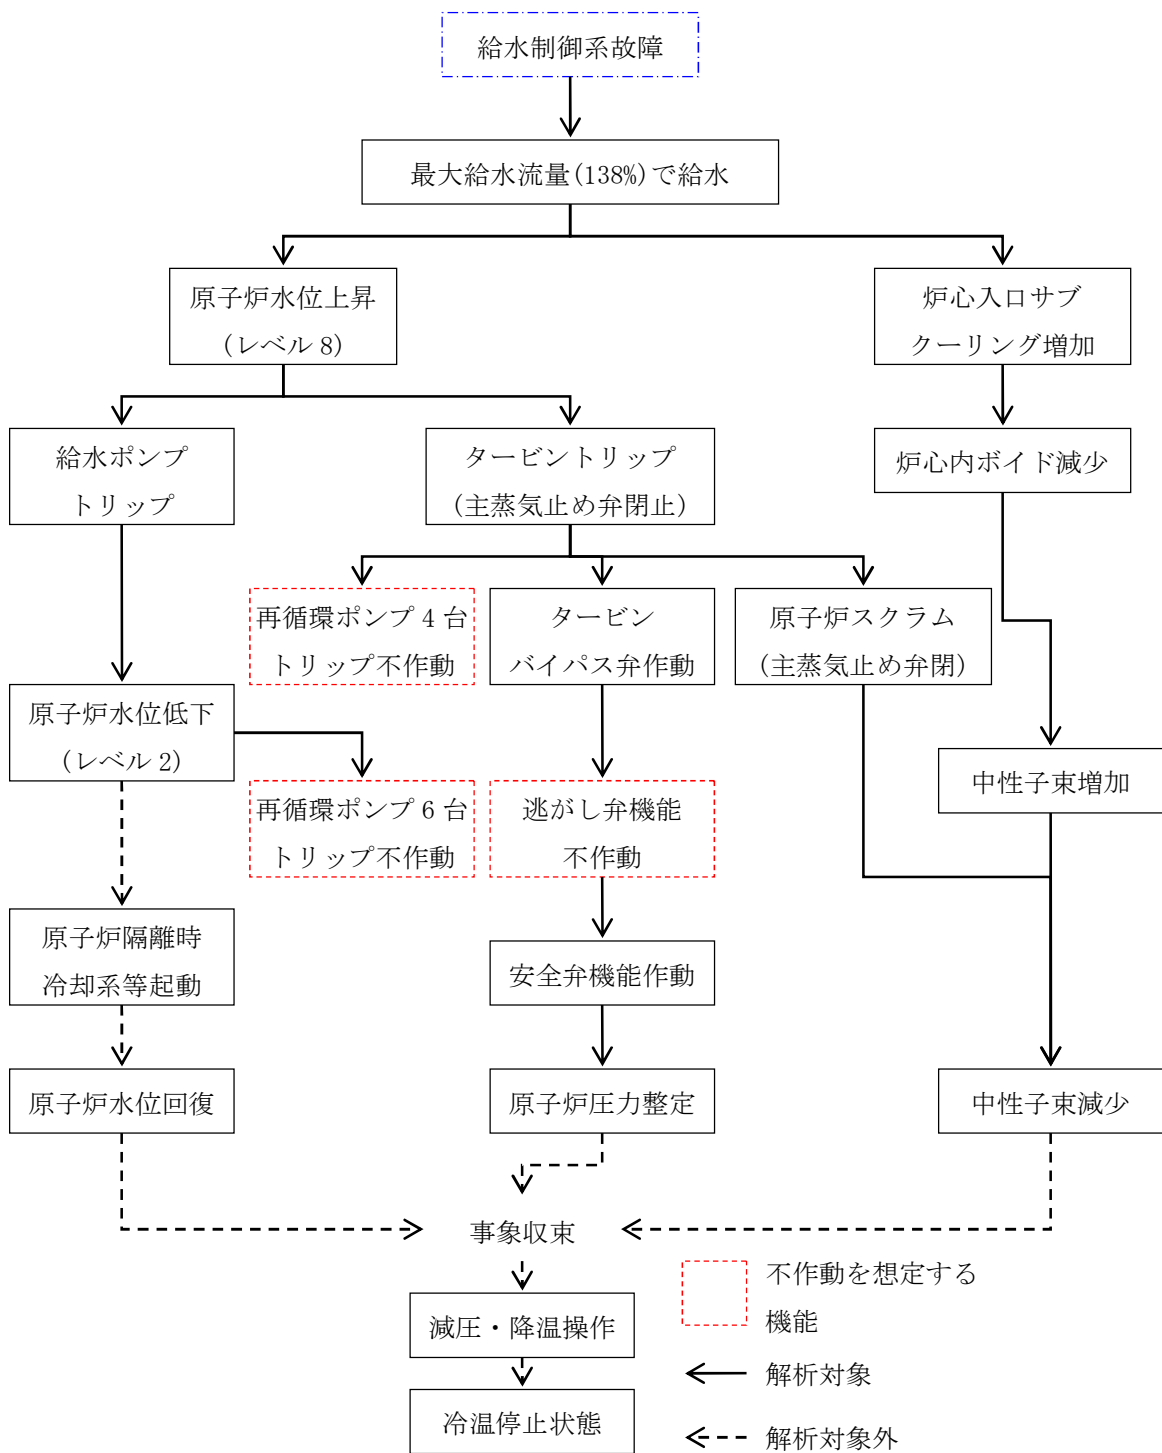 給水制御系故障
最大給水流量(138%)で給水
原子炉水位上昇
(レベル 8)
炉心入口サブ
クーリング増加
給水ポンプ
トリップ
タービントリップ
(主蒸気止め弁閉止)
炉心内ボイド減少
再循環ポンプ 4 台
トリップ不作動
タービン
バイパス弁作動
原子炉スクラム
(主蒸気止め弁閉)
原子炉水位低下
(レベル 2)
再循環ポンプ 6 台
トリップ不作動
逃がし弁機能
不作動
中性子束増加
原子炉隔離時
冷却系等起動
安全弁機能作動
原子炉水位回復
原子炉圧力整定
中性子束減少
事象収束
減圧・降温操作
冷温停止状態
不作動を想定する
機能
解析対象
解析対象外